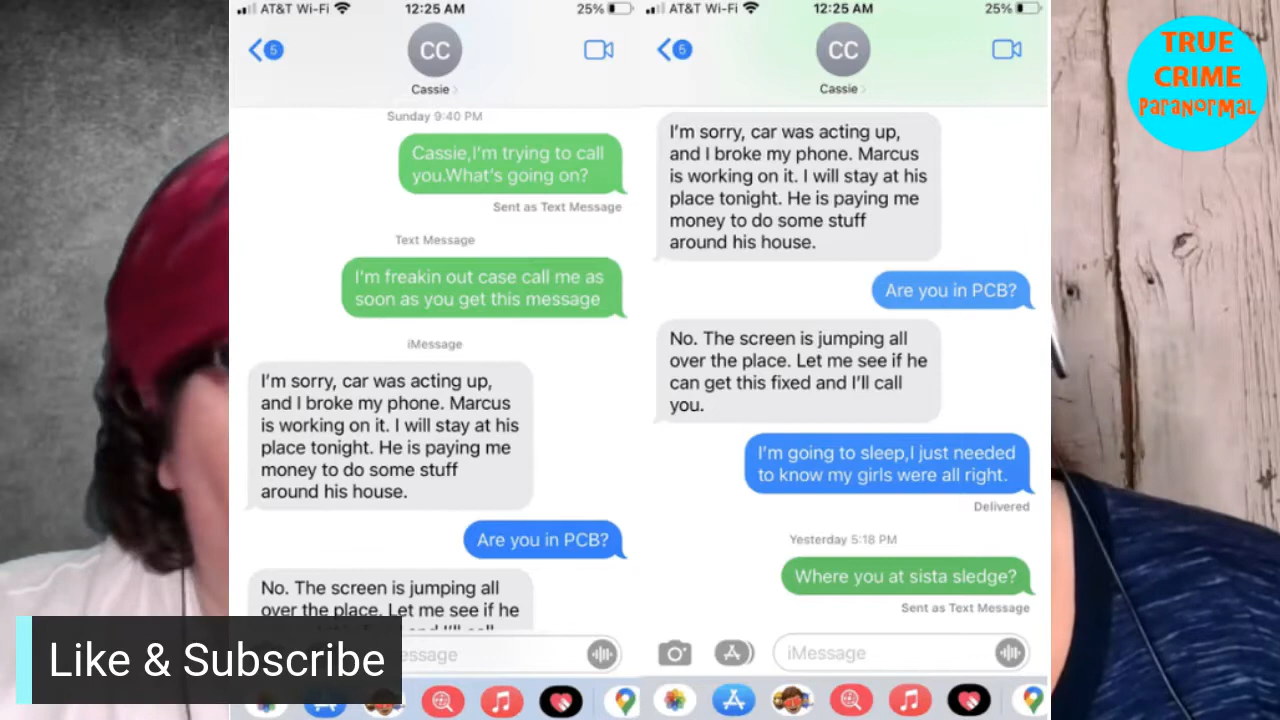 AT&T Wi-Fi
12:25 AM
25%
5
CC
Cassie
Sunday 9:40 PM
Cassie,I'm trying to call
you.What's going on?
Sent as Text Message
Text Message
I'm freakin out case call me as
soon as you get this message
iMessage
I'm sorry, car was acting up,
and I broke my phone. Marcus
is working on it. I will stay at his
place tonight. He is paying me
money to do some stuff
around his house.
Are you in PCB?
No. The screen is jumping all
over the place. Let me see if he
essage
AT&T Wi-Fi
12:25 AM
25%
5
CC
Cassie
I'm sorry, car was acting up,
and I broke my phone. Marcus
is working on it. I will stay at his
place tonight. He is paying me
money to do some stuff
around his house.
Are you in PCB?
No. The screen is jumping all
over the place. Let me see if he
can get this fixed and I'll call
you.
I'm going to sleep,I just needed
to know my girls were all right.
Delivered
Yesterday 5:18 PM
Where you at sista sledge?
Sent as Text Message
iMessage
TRUE
CRIME
PARANORMAL
Like & Subscribe